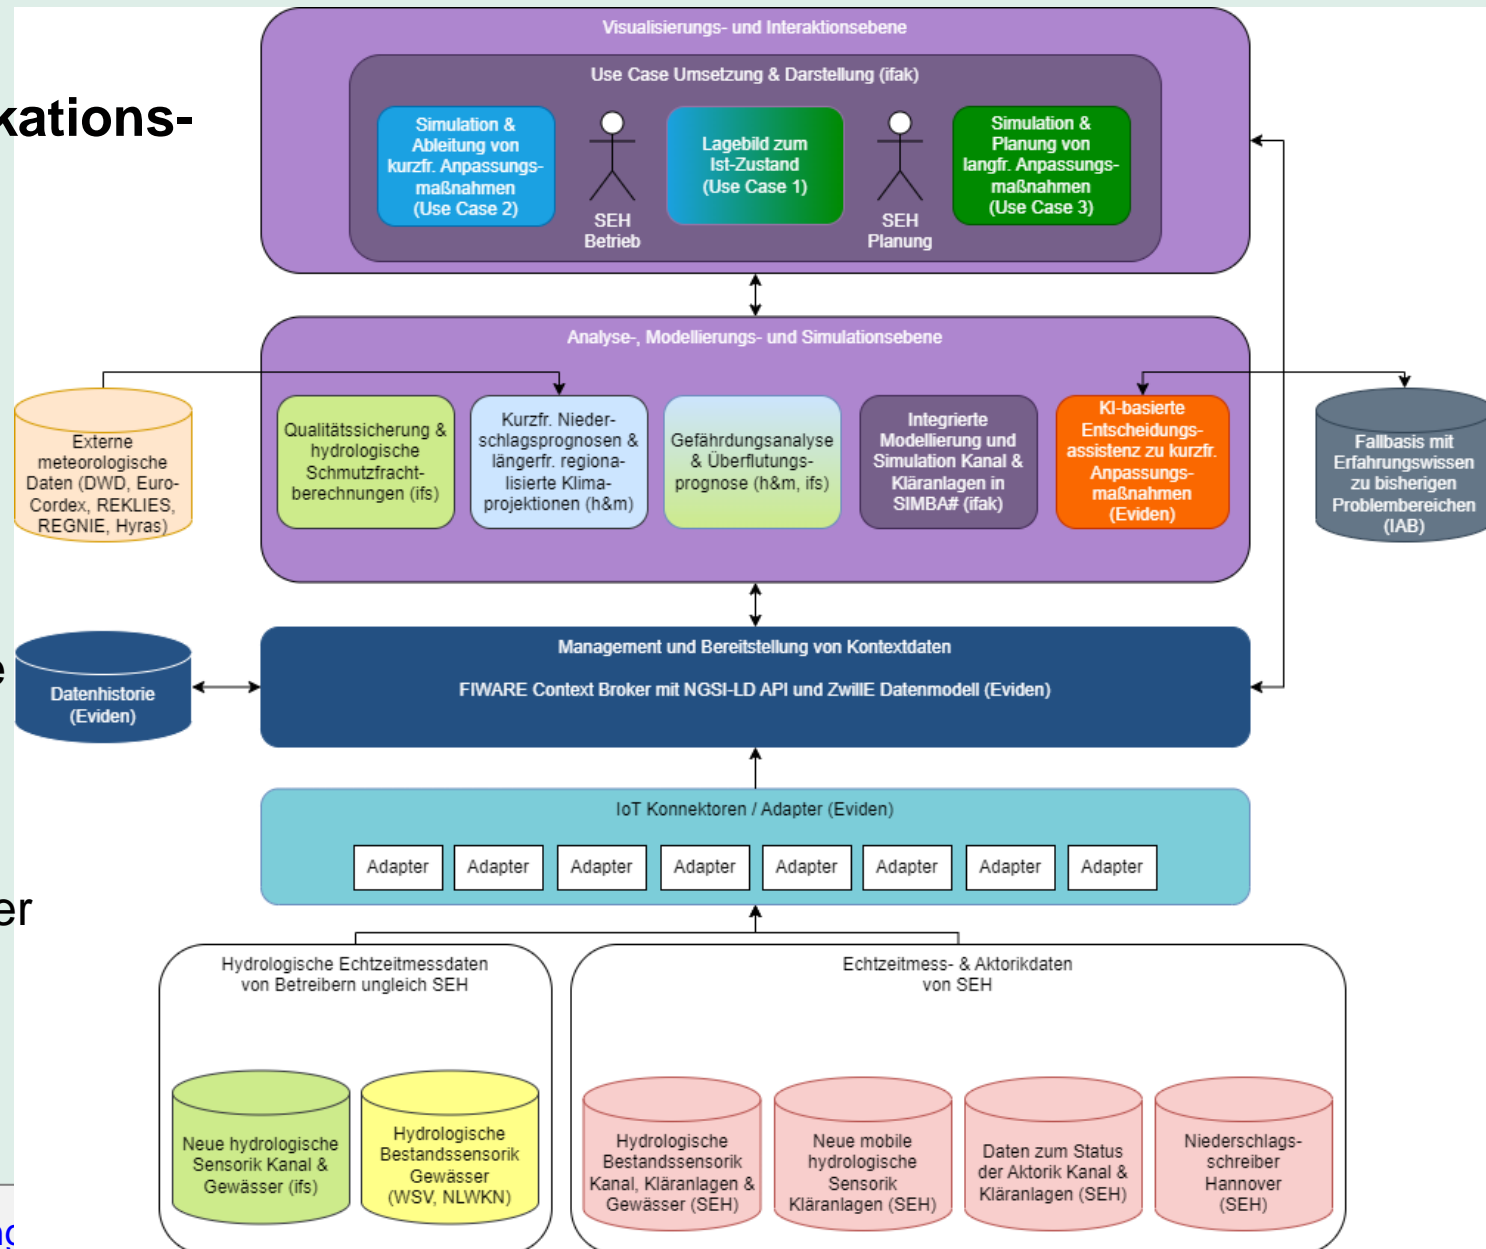 kations-
e
er
ng
Visualisierungs- und Interaktionsebene
Use Case Umsetzung & Darstellung (ifak)
Simulation &
Ableitung von
kurzfr. Anpassungs-
maßnahmen
(Use Case 2)
SEH
Betrieb
Lagebild zum
Ist-Zustand
(Use Case 1)
SEH
Planung
Simulation &
Planung von
langfr. Anpassungs-
maßnahmen
(Use Case 3)
Analyse-, Modellierungs- und Simulationsebene
Externe
meteorologische
Daten (DWD, Euro-
Cordex, REKLIES,
REGNIE, Hyras)
Qualitätssicherung &
hydrologische
Schmutzfracht-
berechnungen (ifs)
Kurzfr. Nieder-
schlagsprognosen &
längerfr. regiona-
lisierte Klima-
projektionen (h&m)
Gefährdungsanalyse
& Überflutungs-
prognose (h&m, ifs)
Integrierte
Modellierung und
Simulation Kanal &
Kläranlagen in
SIMBA# (ifak)
KI-basierte
Entscheidungs-
assistenz zu kurzfr.
Anpassungs-
maßnahmen
(Eviden)
Fallbasis mit
Erfahrungswissen
zu bisherigen
Problembereichen
(IAB)
Datenhistorie
(Eviden)
Management und Bereitstellung von Kontextdaten
FIWARE Context Broker mit NGSI-LD API und ZwillE Datenmodell (Eviden)
IoT Konnektoren / Adapter (Eviden)
Adapter
Adapter
Adapter
Adapter
Adapter
Adapter
Adapter
Adapter
Hydrologische Echtzeitmessdaten
von Betreibern ungleich SEH
Neue hydrologische
Sensorik Kanal &
Gewässer (ifs)
Hydrologische
Bestandssensorik
Gewässer
(WSV, NLWKN)
Echtzeitmess- & Aktorikdaten
von SEH
Hydrologische
Bestandssensorik
Kanal, Kläranlagen &
Gewässer (SEH)
Neue mobile
hydrologische
Sensorik
Kläranlagen (SEH)
Daten zum Status
der Aktorik Kanal &
Kläranlagen (SEH)
Niederschlags-
schreiber
Hannover
(SEH)